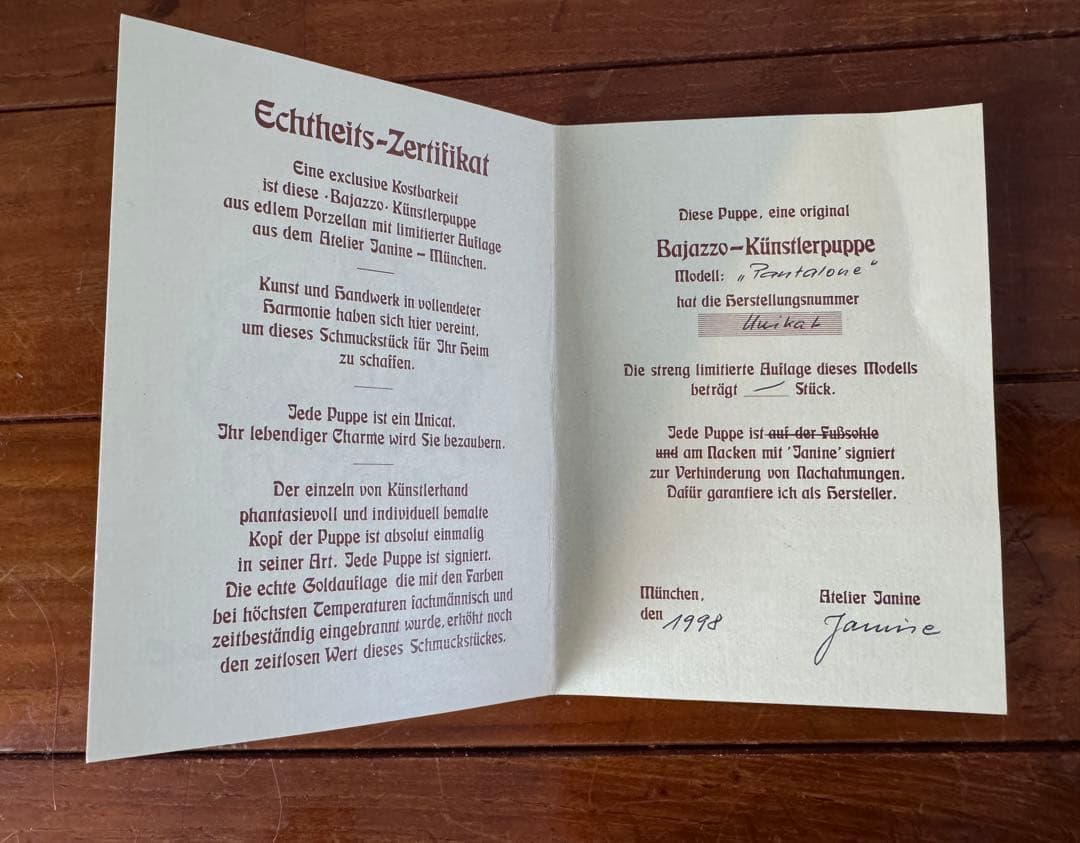 Echtheits-Zertifikat
Eine exclusive Kostbarkeit
ist diese ·Bajazzo· Künstlerpuppe
aus edlem Porzellan mit limitierter Auflage
aus dem Atelier Janine – München.
Kunst und Handwerk in vollendeter
Harmonie haben sich hier vereint,
um dieses Schmuckstück für Ihr Heim
zu schaffen.
Jede Puppe ist ein Unicat.
Ihr lebendiger Charme wird Sie bezaubern.
Der einzeln von Künstlerhand
phantasievoll und individuell bemalte
Kopf der Puppe ist absolut einmalig
in seiner Art. Jede Puppe ist signiert.
Die echte Goldauflage die mit den Farben
bei höchsten Temperaturen fachmännisch und
zeitbeständig eingebrannt wurde, erhöht noch
den zeitlosen Wert dieses Schmuckstückes.
Diese Puppe, eine original
Bajazzo-Künstlerpuppe
Modell: „Pantalone"
hat die Herstellungsnummer
Unikat
Die streng limitierte Auflage dieses Modells
beträgt — Stück.
Jede Puppe ist auf der Fußsohle
und am Nacken mit 'Janine' signiert
zur Verhinderung von Nachahmungen.
Dafür garantiere ich als Hersteller.
München,
den 1998
Atelier Janine
Janine